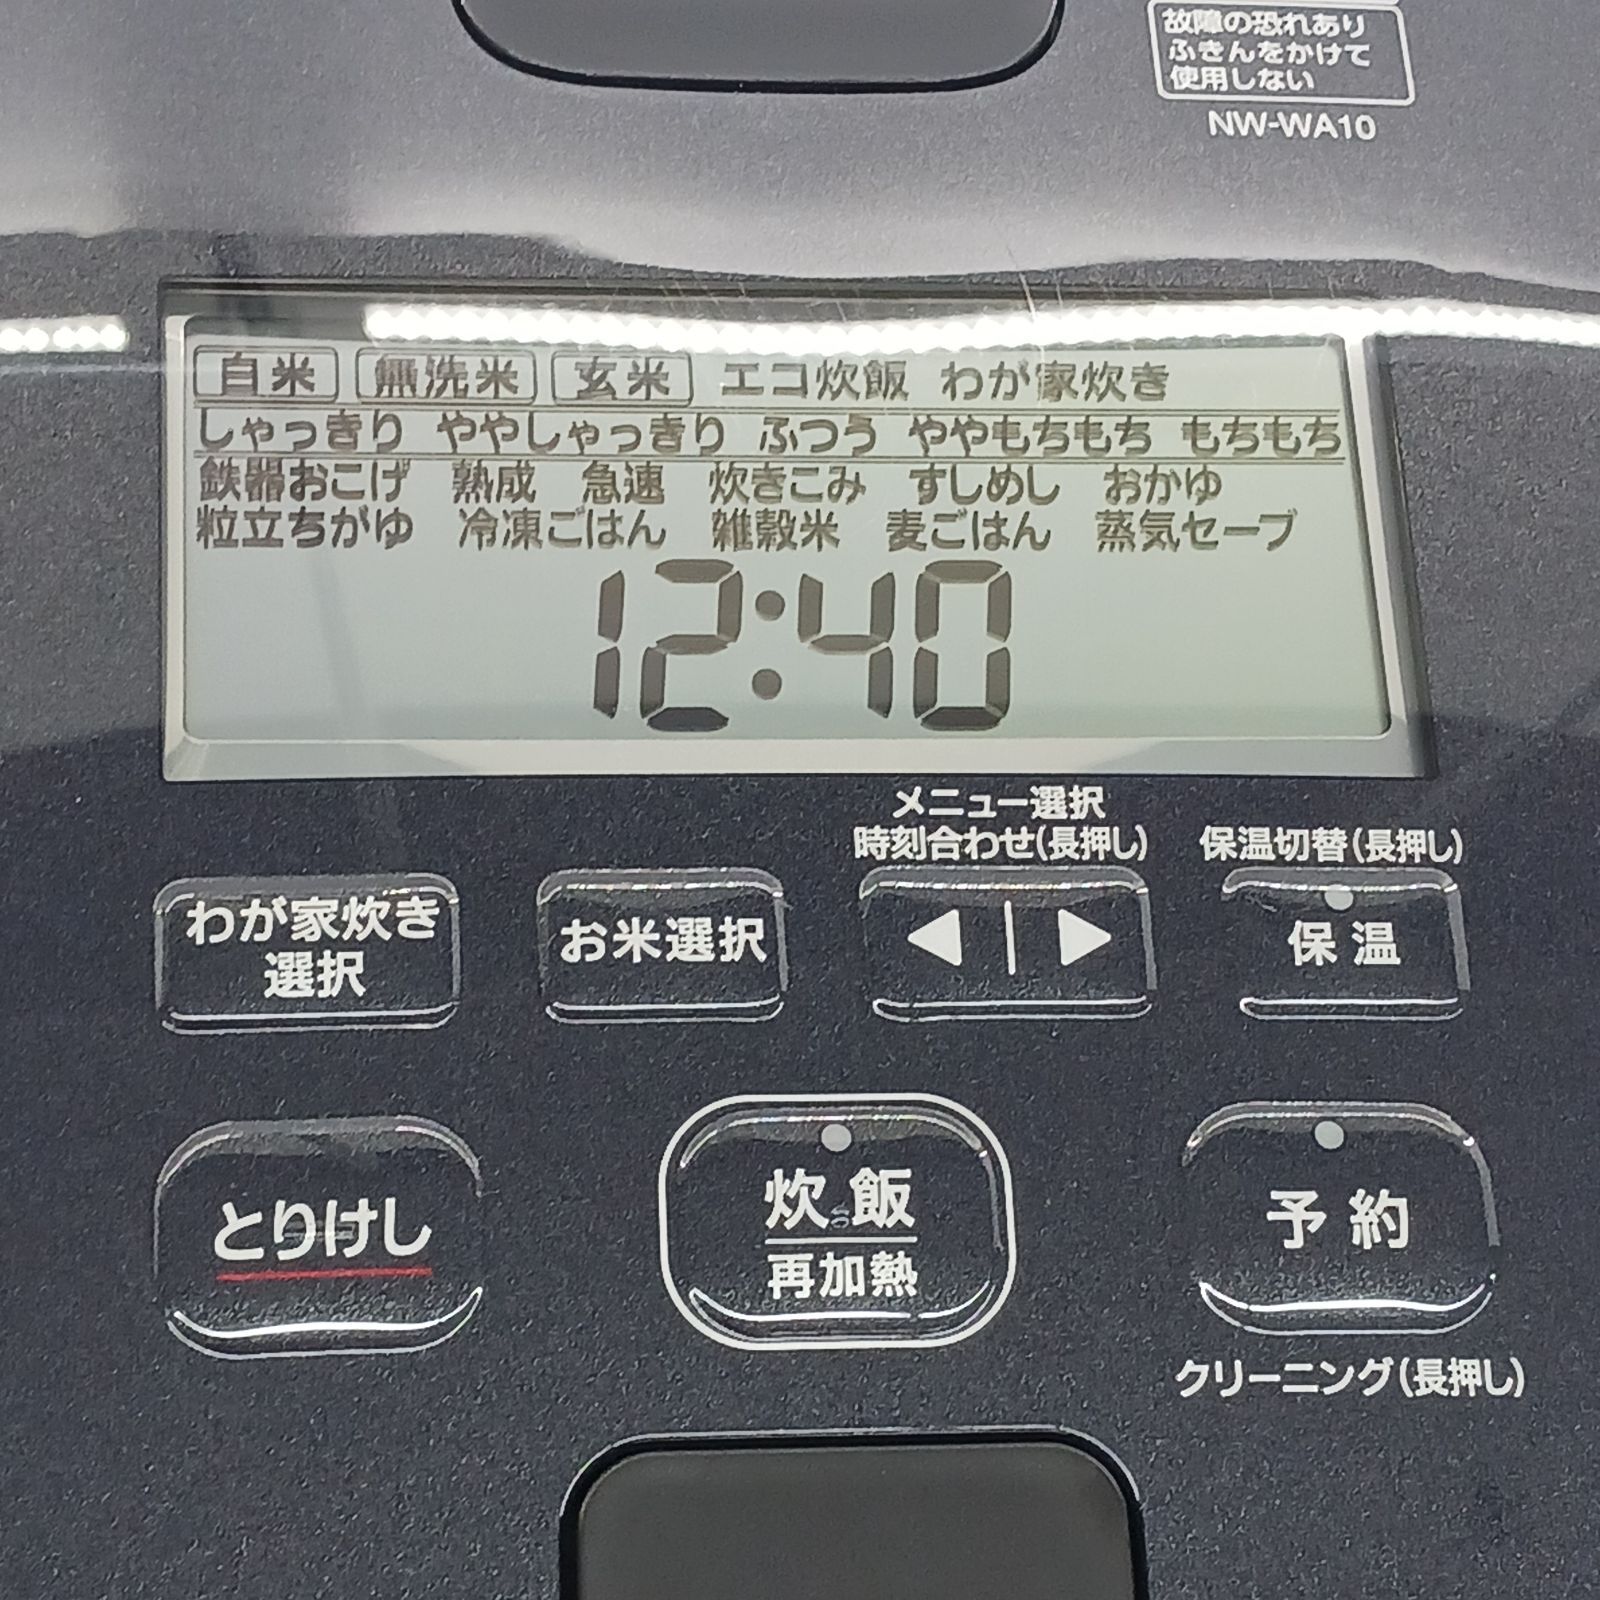 故障の恐れあり
ふきんをかけて
使用しない
NW-WA10
白米 無洗米 玄米 エコ炊飯 わが家炊き
しゃっきり ややしゃっきり ふつう ややもちもち もちもち
鉄器おこげ 熟成 急速 炊きこみ すしめし おかゆ
粒立ちがゆ 冷凍ごはん 雑穀米 麦ごはん 蒸気セーブ
12:40
メニュー選択
時刻合わせ(長押し) 保温切替(長押し)
わが家炊き
選択
お米選択
◀ | ▶
保温
とりけし
炊飯
再加熱
予約
クリーニング(長押し)